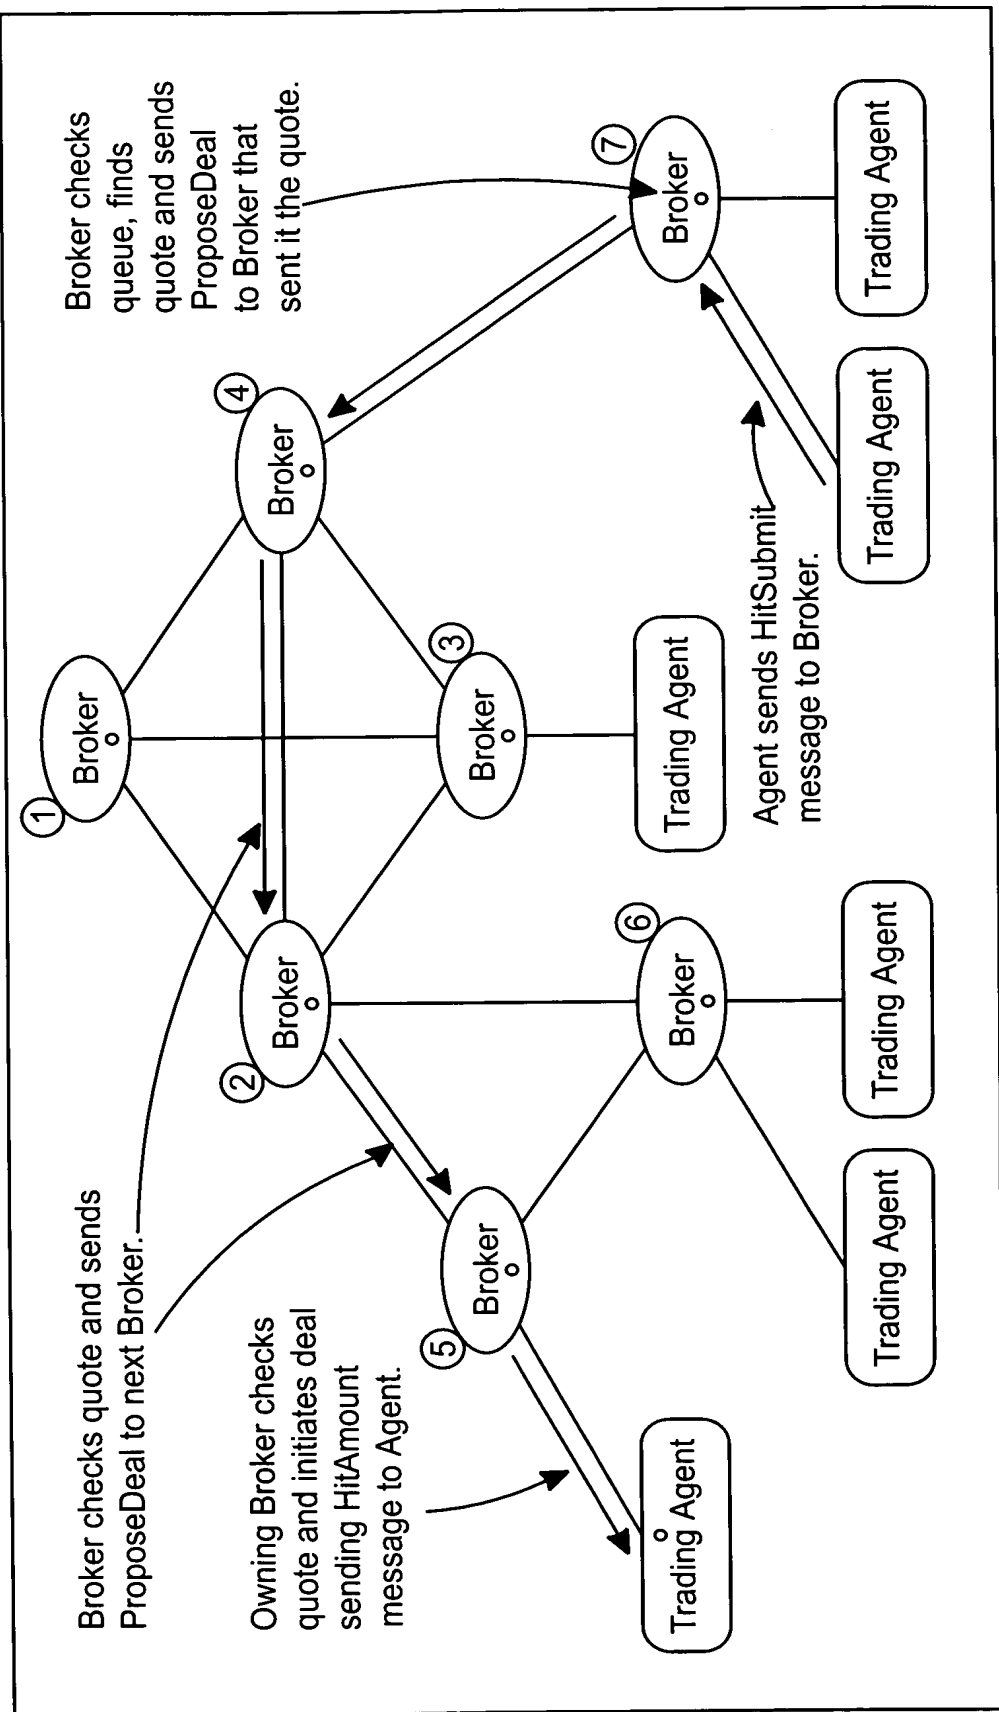 Broker checks quote and sends
ProposeDeal to next Broker.
Broker checks
queue, finds
quote and sends
ProposeDeal
to Broker that
sent it the quote.
1
Broker
2
Broker
4
Broker
3
Broker
7
Broker
Owning Broker checks
quote and initiates deal
sending HitAmount
message to Agent.
5
Broker
6
Broker
Agent sends HitSubmit
message to Broker.
Trading Agent
Trading Agent
Trading Agent
Trading Agent
Trading Agent
Trading Agent